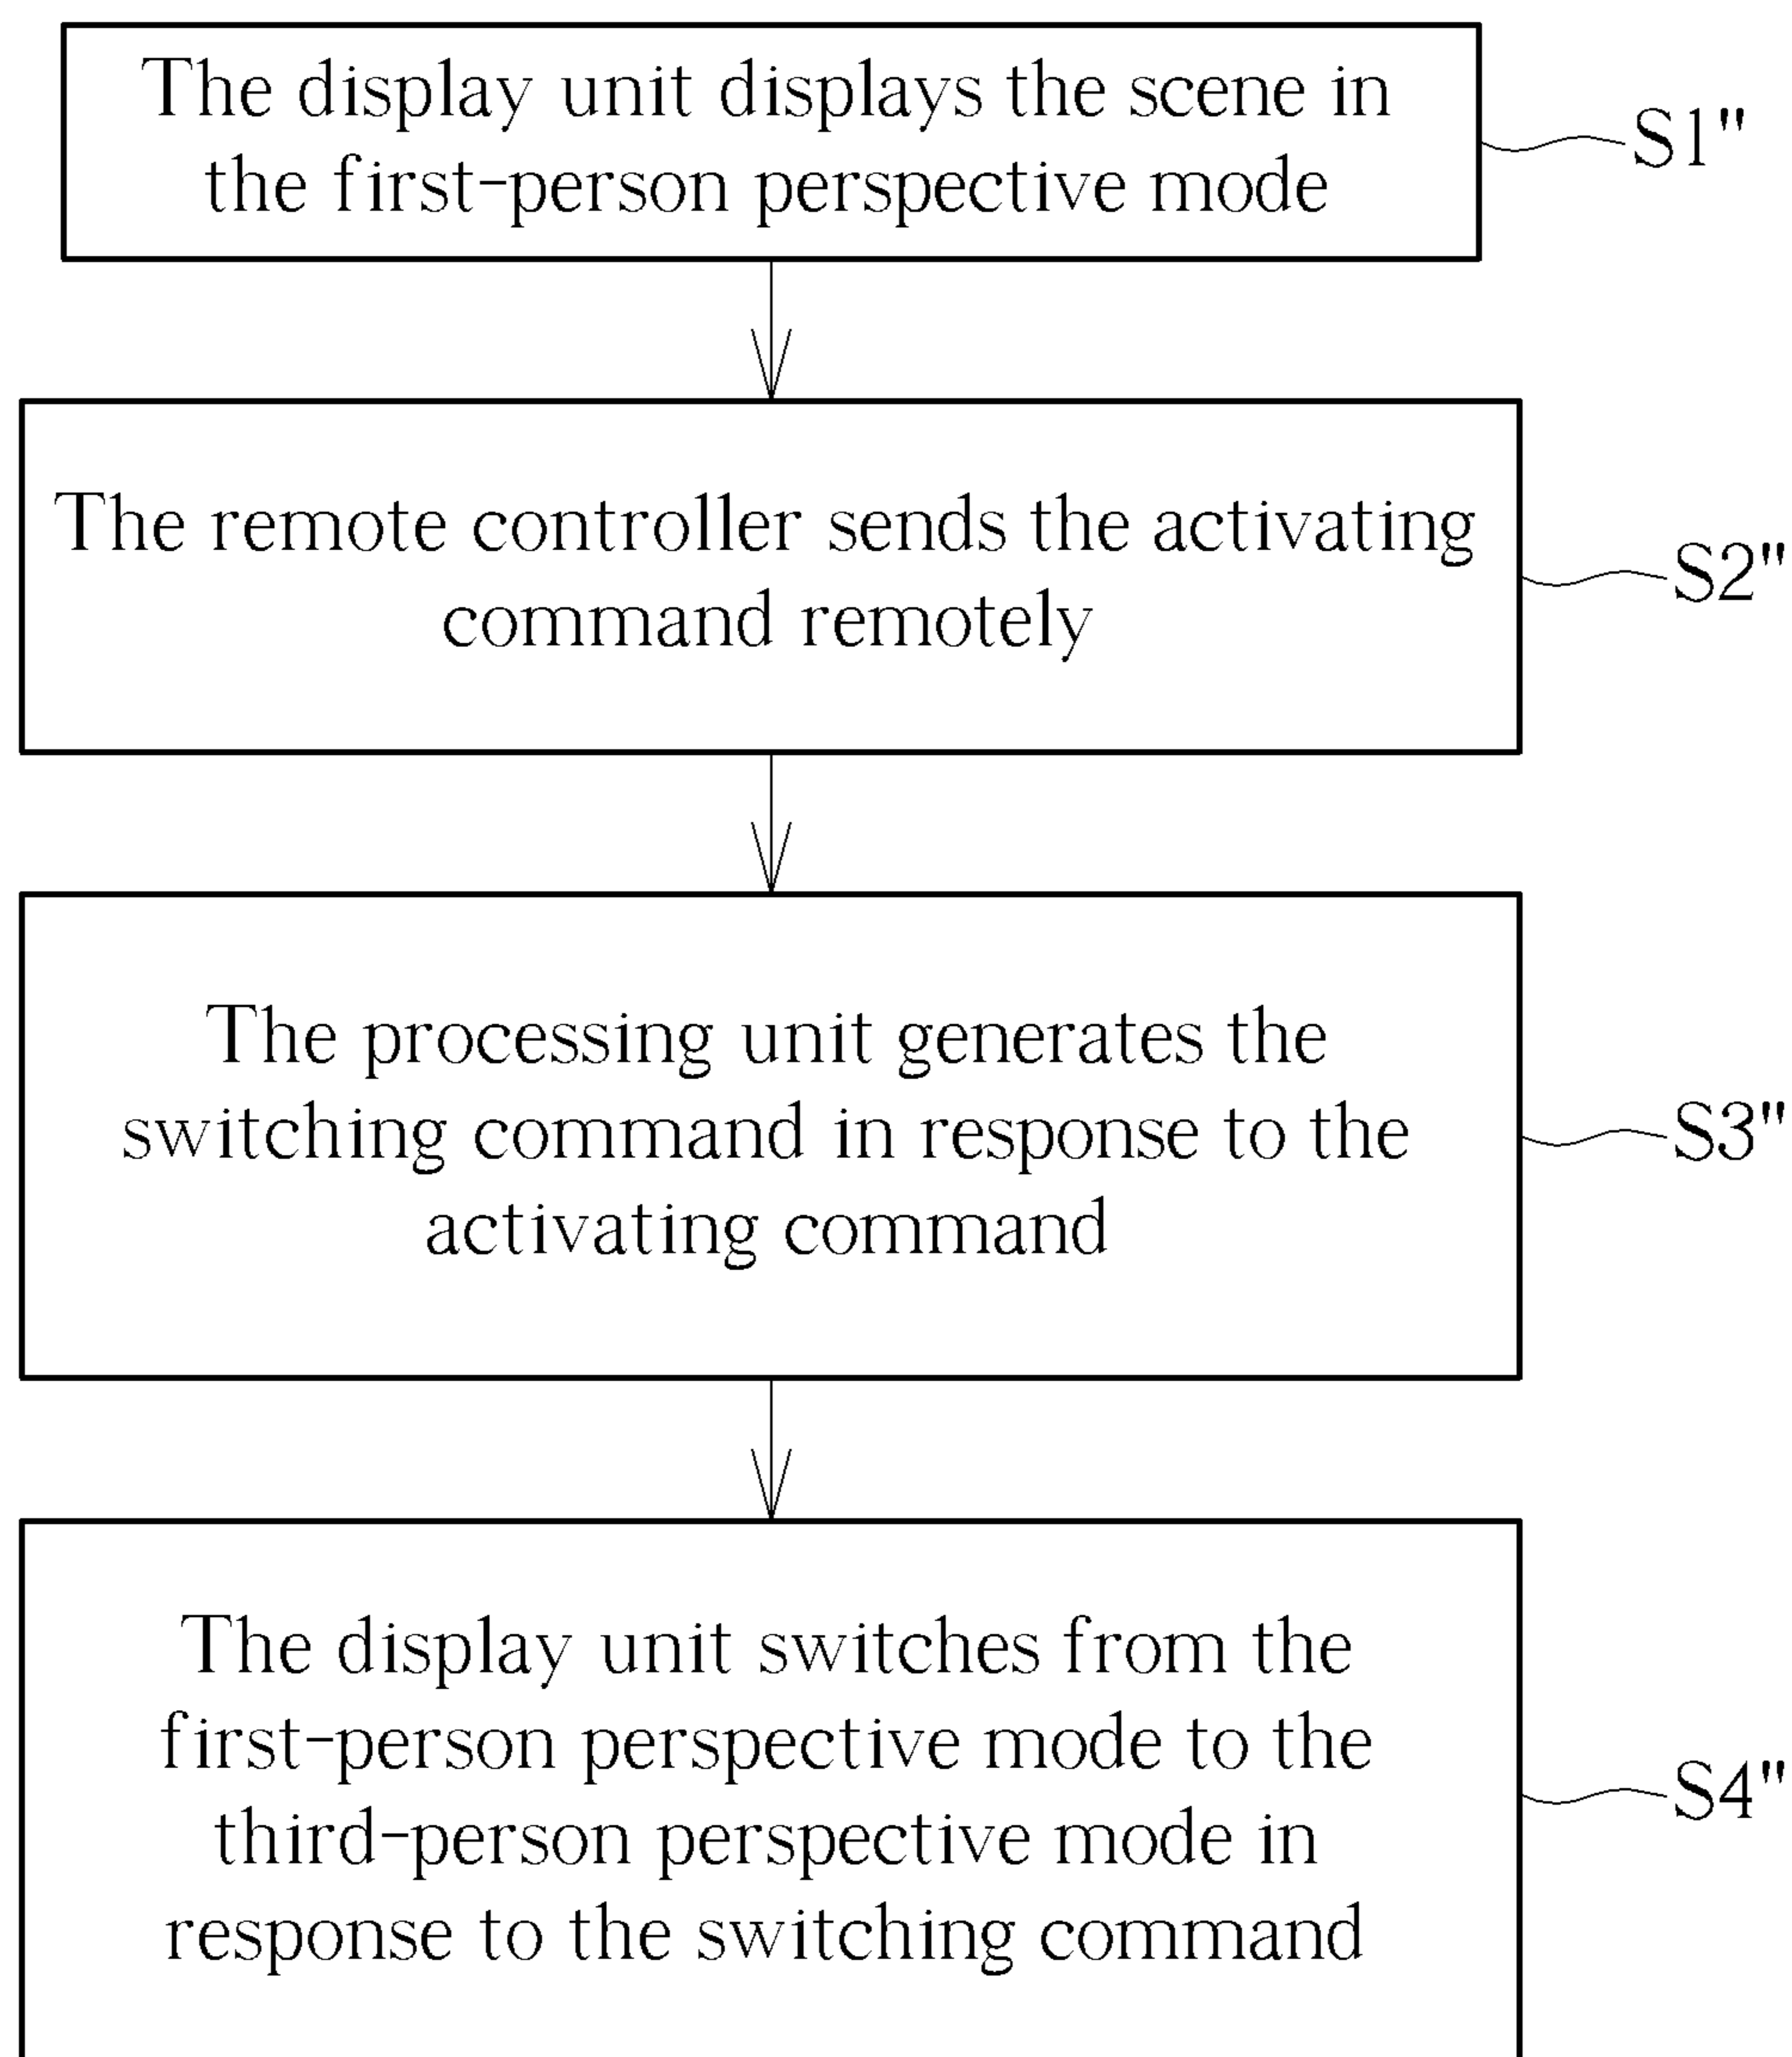 The display unit displays the scene in
the first-person perspective mode
S1"
The remote controller sends the activating
command remotely
S2"
The processing unit generates the
switching command in response to the
activating command
S3"
The display unit switches from the
first-person perspective mode to the
third-person perspective mode in
response to the switching command
S4"